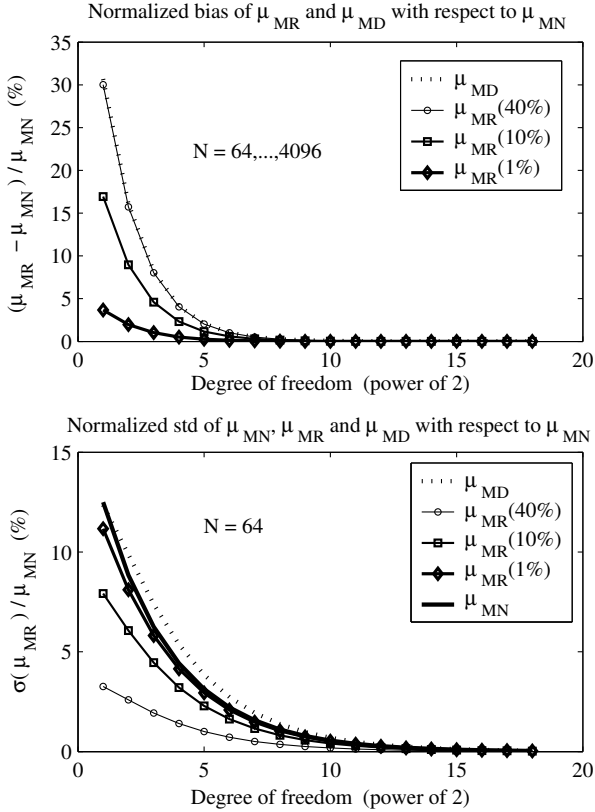 Normalized bias of μ MR and μ MD with respect to μ MN
35
30
25
20
15
10
5
0
(μ MR − μ MN) / μ MN (%)
N = 64,...,4096
μ MD
μ MR(40%)
μ MR(10%)
μ MR(1%)
0 5 10 15 20
Degree of freedom (power of 2)
Normalized std of μ MN, μ MR and μ MD with respect to μ MN
15
10
5
0
σ(μ MR) / μ MN (%)
N = 64
μ MD
μ MR(40%)
μ MR(10%)
μ MR(1%)
μ MN
0 5 10 15 20
Degree of freedom (power of 2)